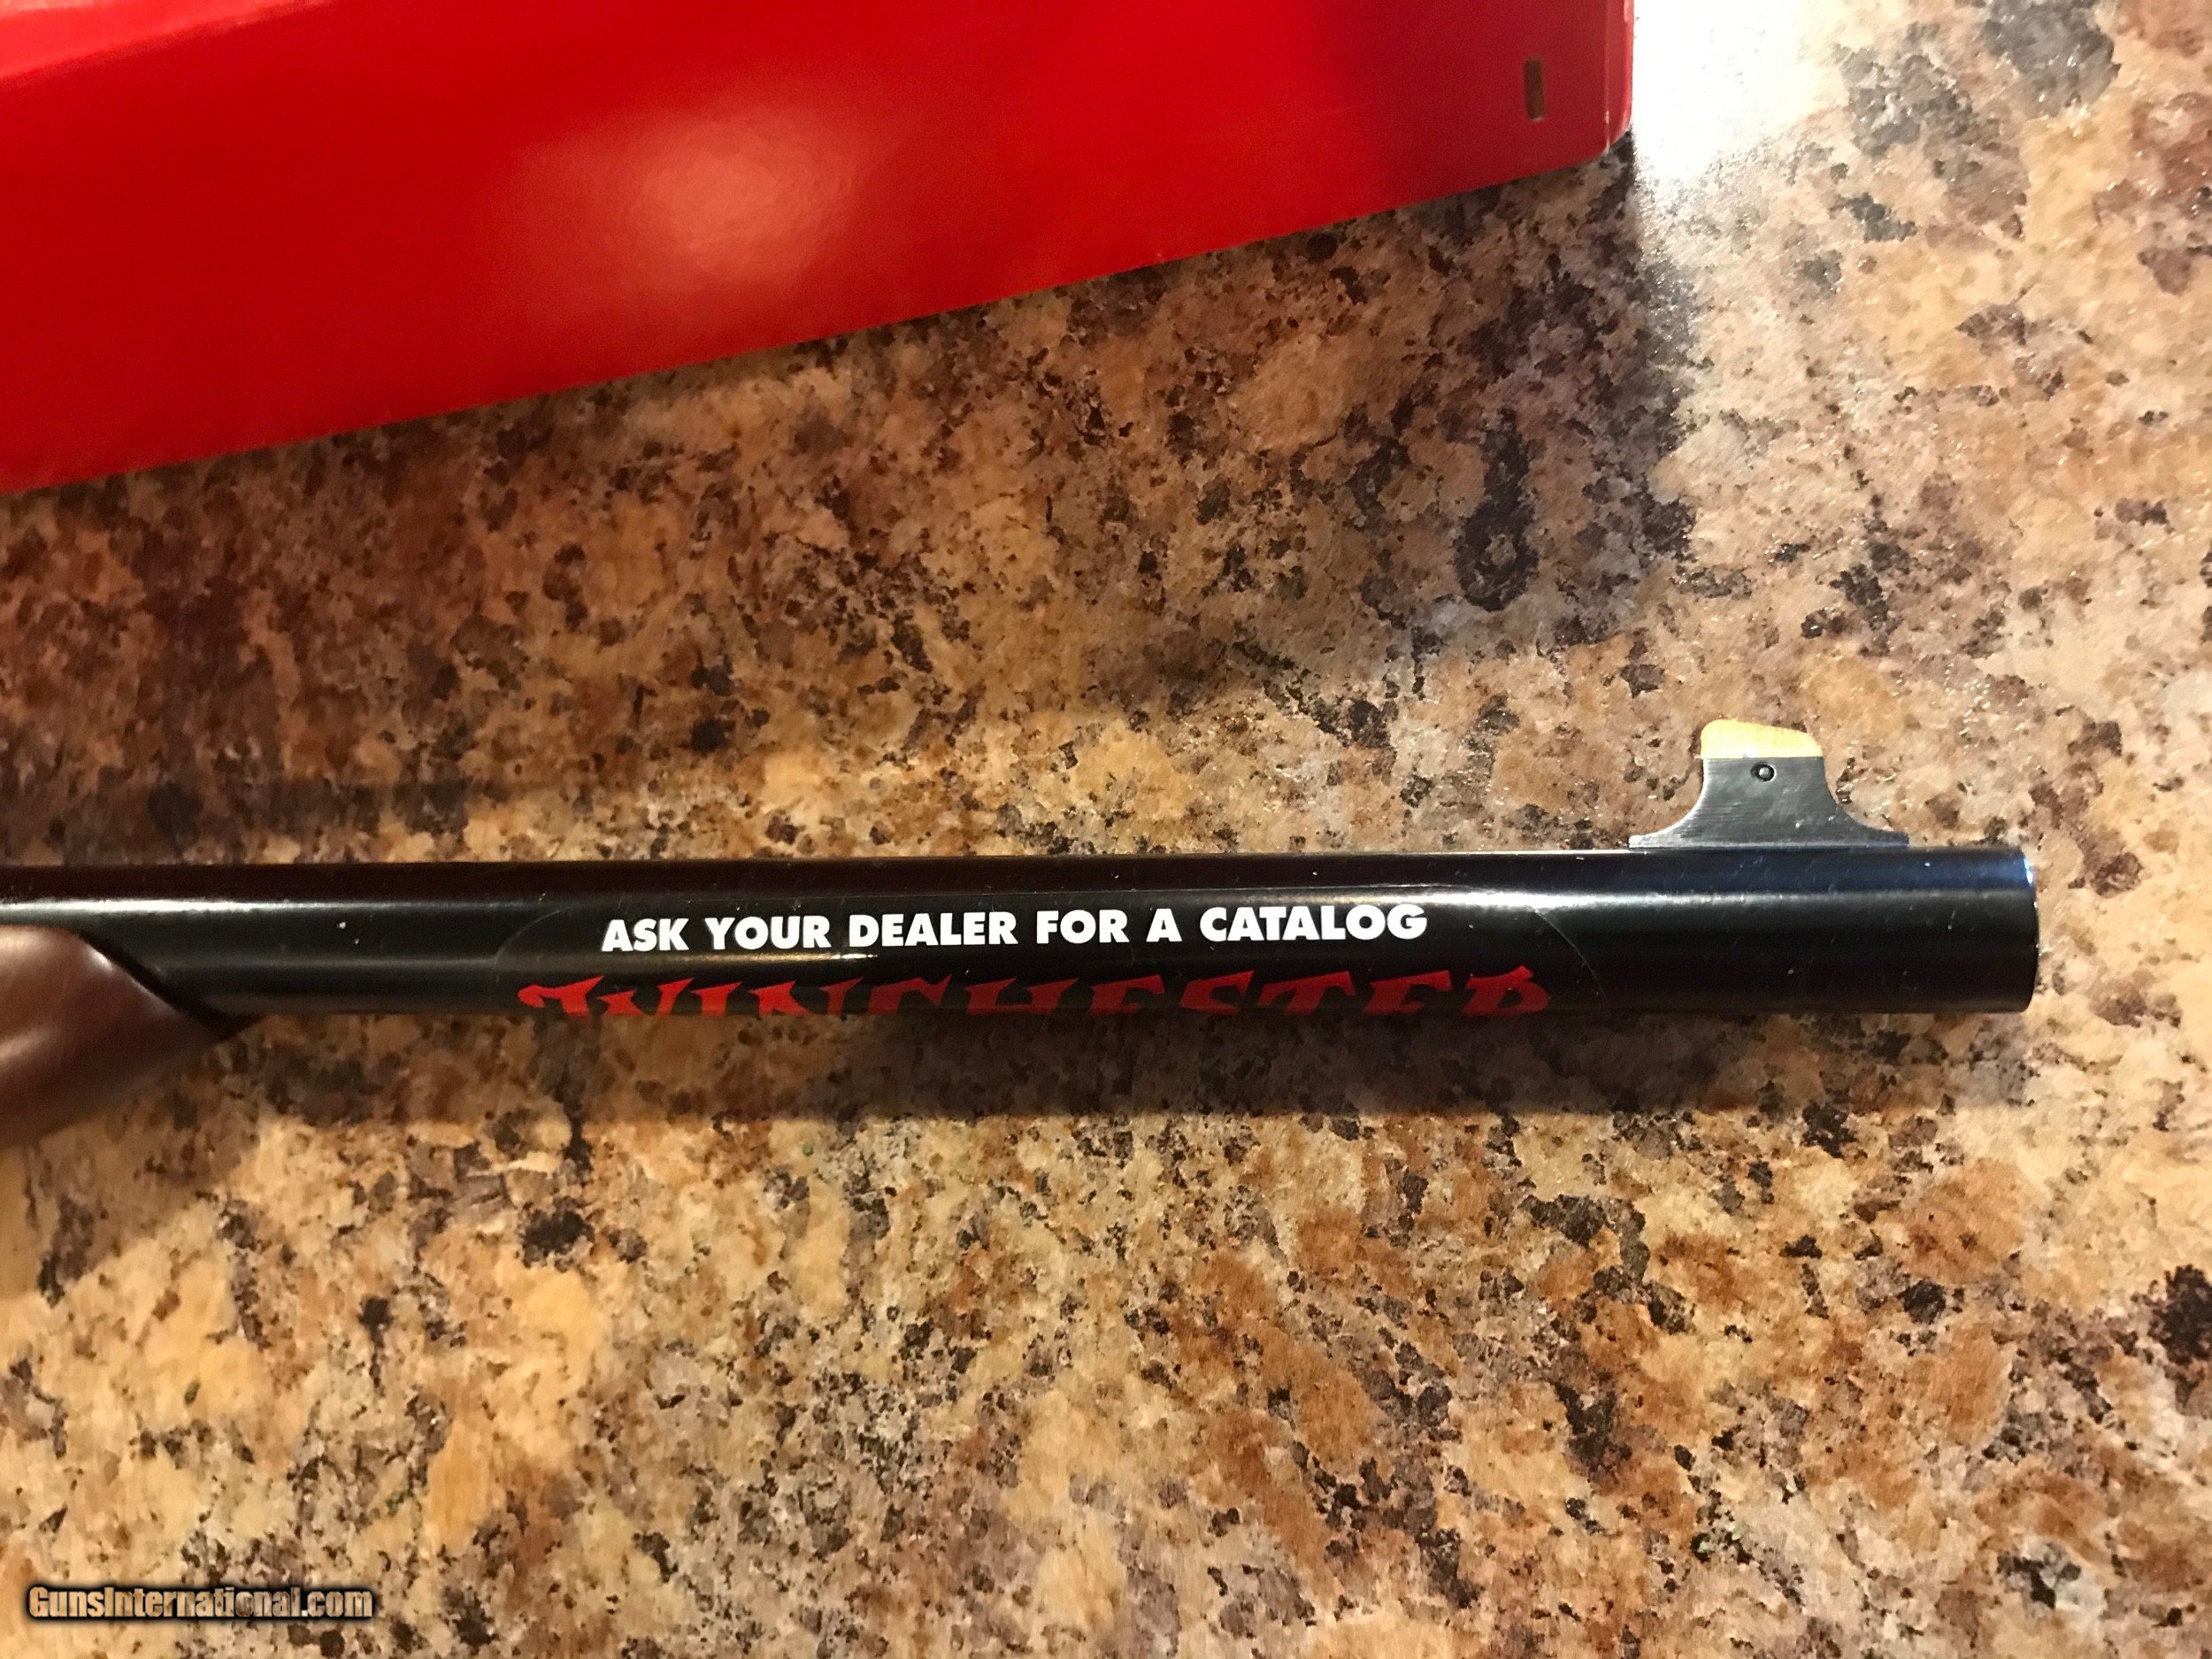 ASK YOUR DEALER FOR A CATALOG
WINCHESTER
GunsInternational.com